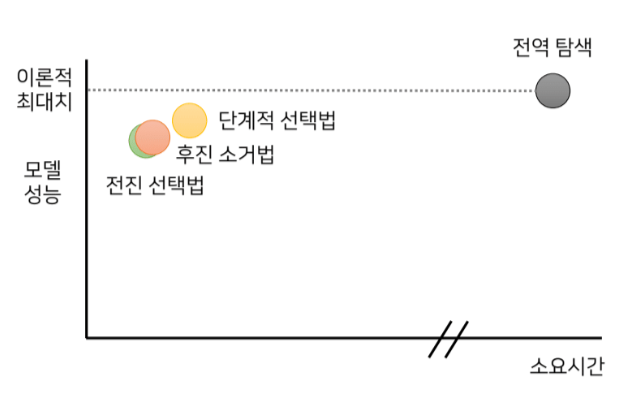 전역 탐색
이론적
최대치
단계적 선택법
후진 소거법
모델
성능
전진 선택법
소요시간